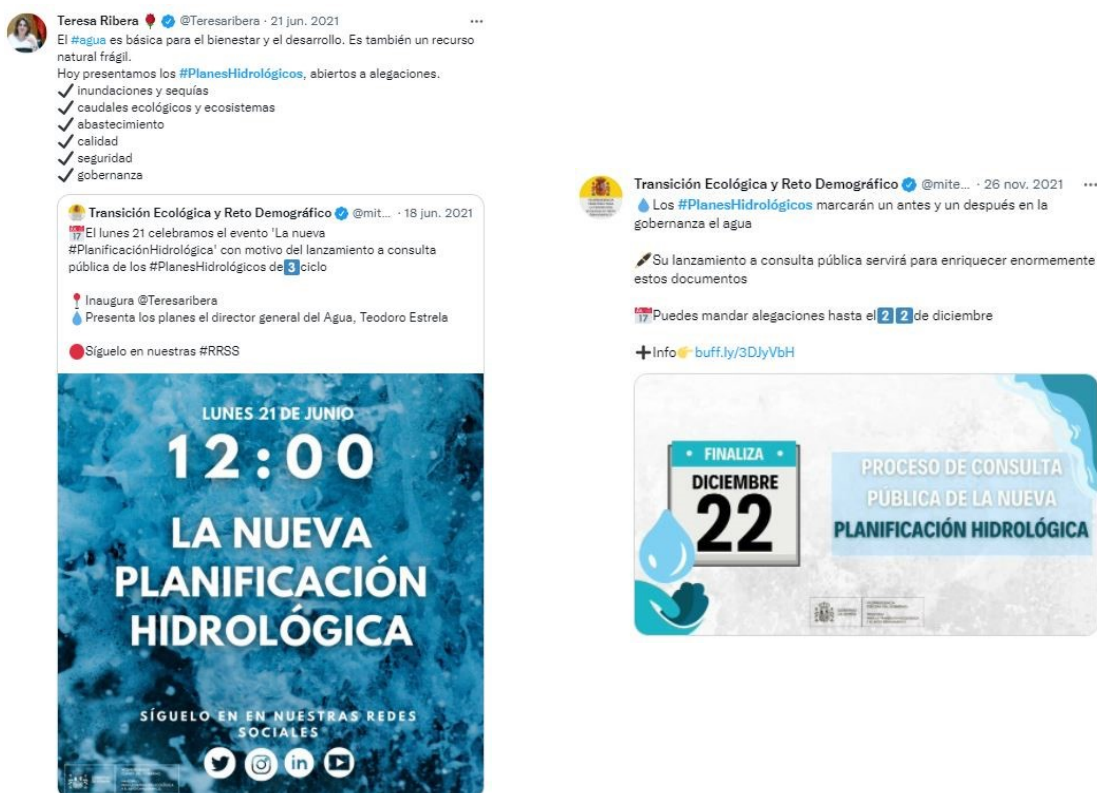 Teresa Ribera @Teresaribera · 21 jun. 2021
El #agua es básica para el bienestar y el desarrollo. Es también un recurso
natural frágil.
Hoy presentamos los #PlanesHidrológicos, abiertos a alegaciones.
✔ inundaciones y sequías
✔ caudales ecológicos y ecosistemas
✔ abastecimiento
✔ calidad
✔ seguridad
✔ gobernanza
Transición Ecológica y Reto Demográfico @mit... · 18 jun. 2021
El lunes 21 celebramos el evento 'La nueva
#PlanificaciónHidrológica' con motivo del lanzamiento a consulta
pública de los #PlanesHidrológicos de 3 ciclo
Inaugura @Teresaribera
Presenta los planes el director general del Agua, Teodoro Estrela
Síguelo en nuestras #RRSS
LUNES 21 DE JUNIO
12:00
LA NUEVA
PLANIFICACIÓN
HIDROLÓGICA
SÍGUELO EN EN NUESTRAS REDES
SOCIALES
Transición Ecológica y Reto Demográfico @mite... · 26 nov. 2021
Los #PlanesHidrológicos marcarán un antes y un después en la
gobernanza el agua
Su lanzamiento a consulta pública servirá para enriquecer enormemente
estos documentos
Puedes mandar alegaciones hasta el 2 2 de diciembre
+Info buff.ly/3DJyVbH
• FINALIZA •
DICIEMBRE
22
PROCESO DE CONSULTA
PÚBLICA DE LA NUEVA
PLANIFICACIÓN HIDROLÓGICA